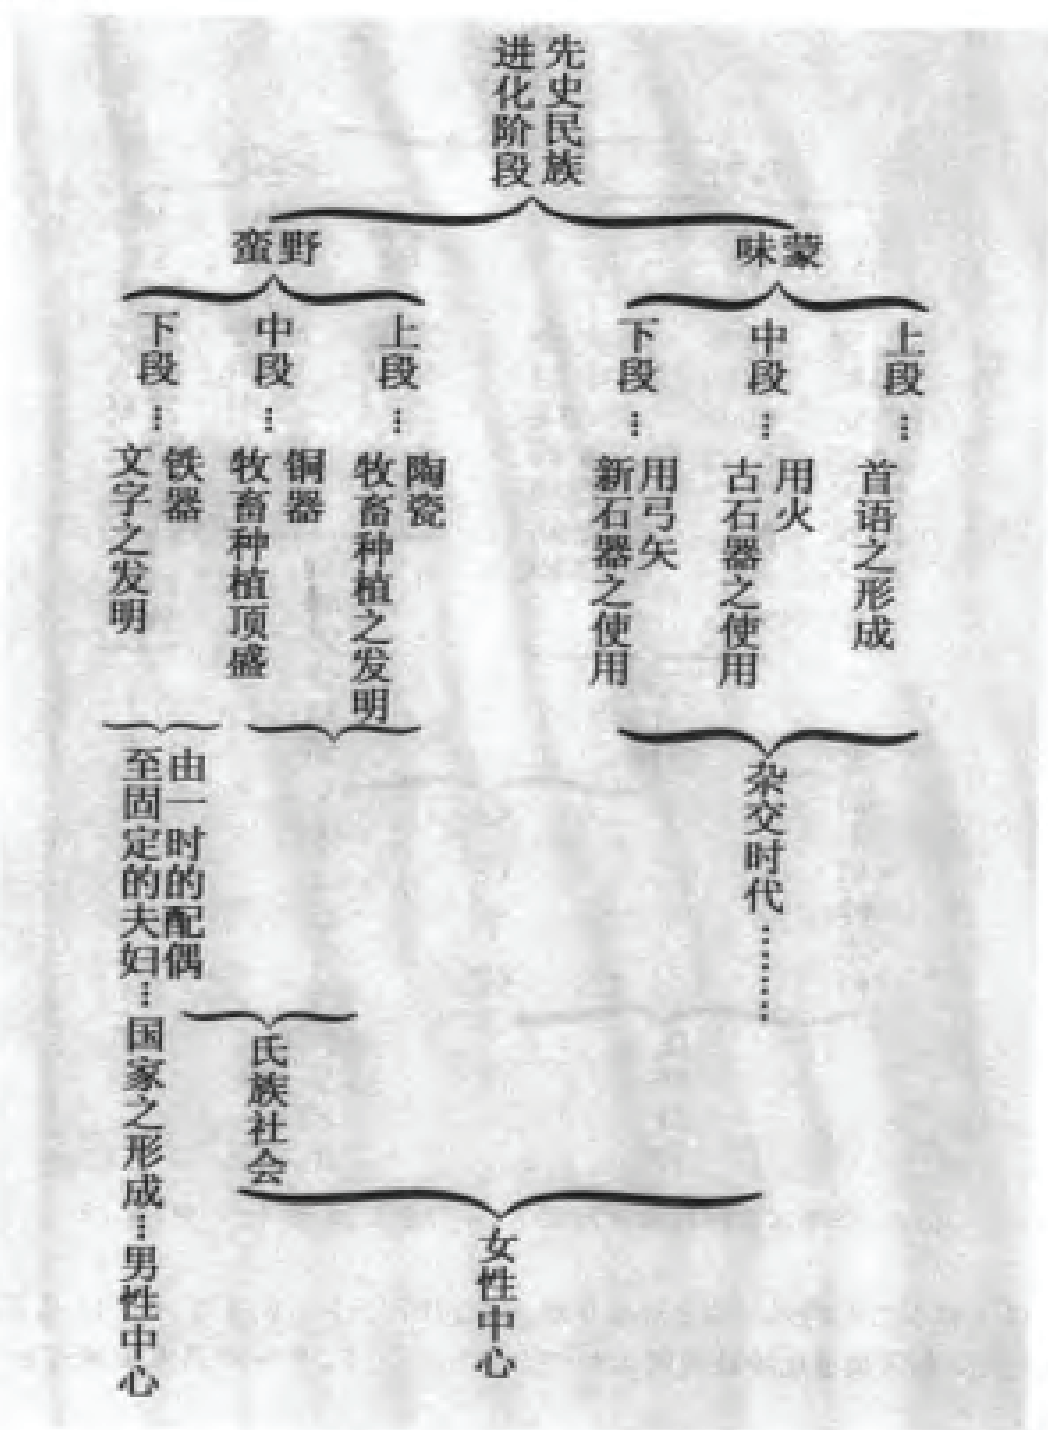 先史民族
进化阶段
蒙味
野蛮
上段
中段
下段
上段
中段
下段
首语之形成
用火
古石器之使用
用弓矢
新石器之使用
陶瓷
牧畜种植之发明
铜器
牧畜种植顶盛
铁器
文字之发明
杂交时代
由一时的配偶
至固定的夫妇
氏族社会
国家之形成
女性中心
男性中心